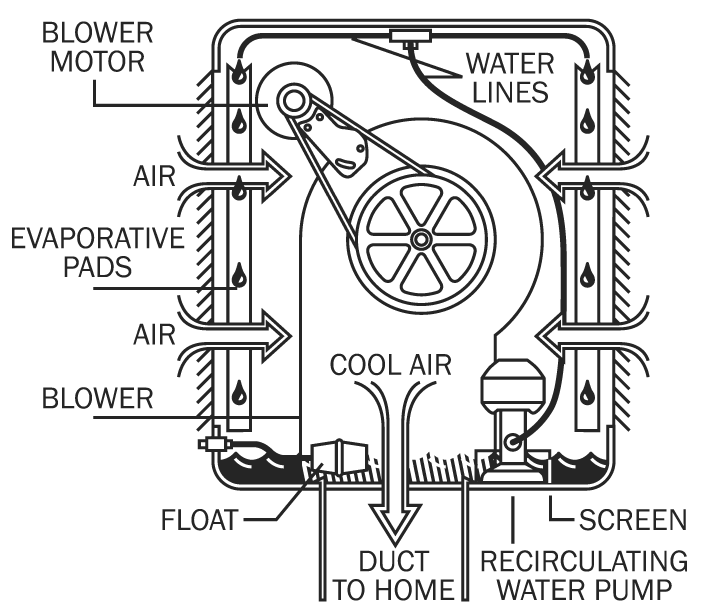 BLOWER
MOTOR
WATER
LINES
AIR
EVAPORATIVE
PADS
AIR
COOL AIR
BLOWER
FLOAT
SCREEN
DUCT
TO HOME
RECIRCULATING
WATER PUMP